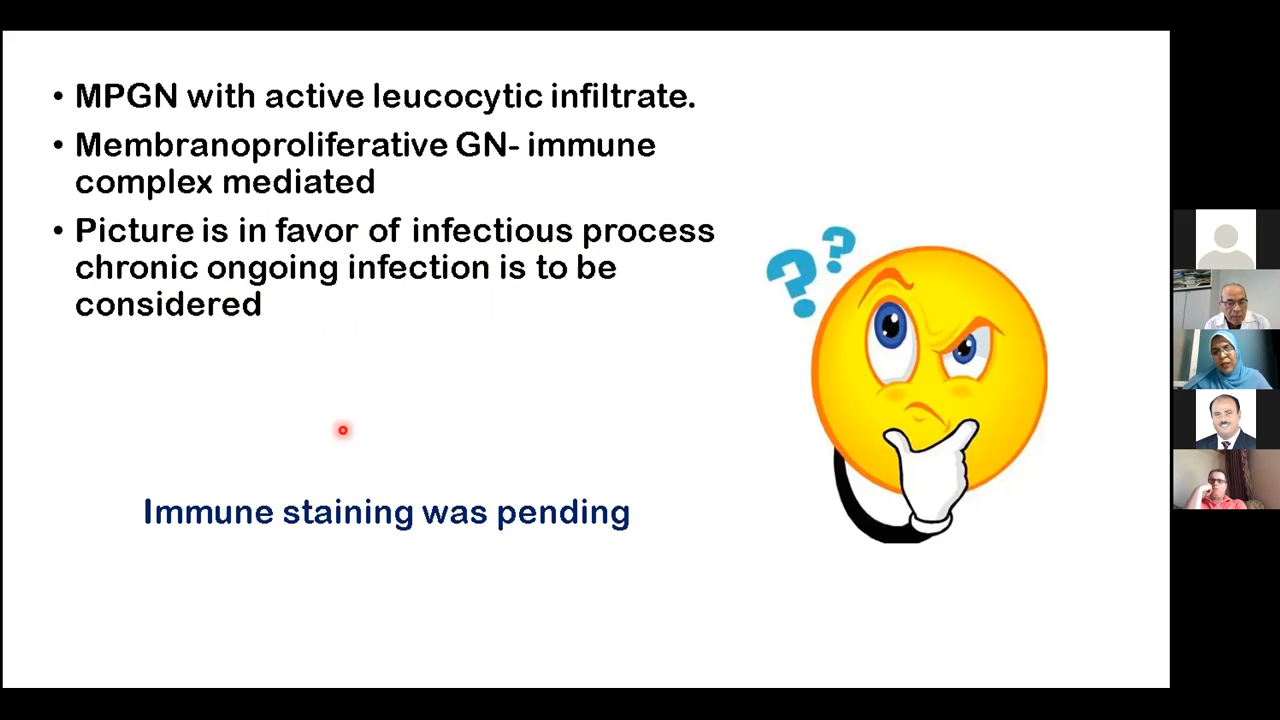 • MPGN with active leucocytic infiltrate.
• Membranoproliferative GN- immune
complex mediated
• Picture is in favor of infectious process
chronic ongoing infection is to be
considered
? ?
Immune staining was pending